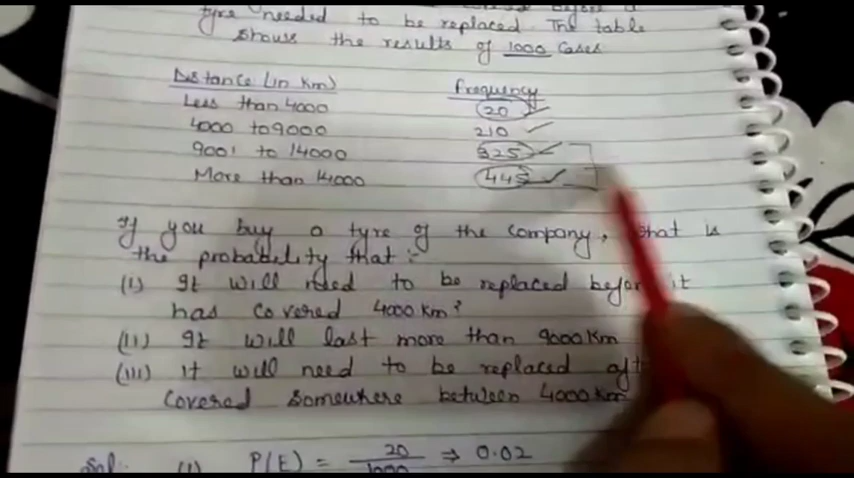 tyre needed to be replaced. The table
shows the results of 1000 cases
Distance (in Km) Frequency
Less than 4000 20
4000 to 9000 210
9001 to 14000 325
More than 14000 445
If you buy a tyre of the company, what is
the probability that :-
(i) It will need to be replaced before it
has covered 4000 km?
(ii) It will last more than 9000 Km
(iii) it will need to be replaced
covered somewhere between 4000 Km
Sol:- (i) P(E) = 20/1000 ⇒ 0.02